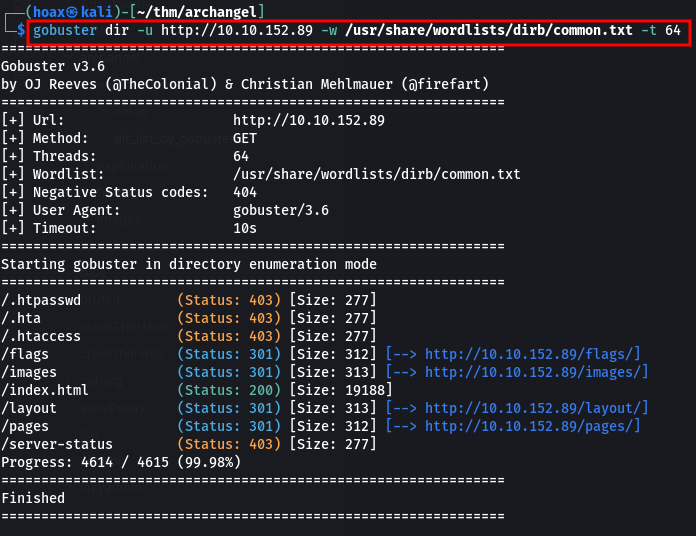 ┌──(hoax㉿kali)-[~/thm/archangel]
└─$ gobuster dir -u http://10.10.152.89 -w /usr/share/wordlists/dirb/common.txt -t 64
===============================================================
Gobuster v3.6
by OJ Reeves (@TheColonial) & Christian Mehlmauer (@firefart)
===============================================================
[+] Url:                     http://10.10.152.89
[+] Method:                  GET
[+] Threads:                 64
[+] Wordlist:                /usr/share/wordlists/dirb/common.txt
[+] Negative Status codes:   404
[+] User Agent:              gobuster/3.6
[+] Timeout:                 10s
===============================================================
Starting gobuster in directory enumeration mode
===============================================================
/.htpasswd            (Status: 403) [Size: 277]
/.hta                 (Status: 403) [Size: 277]
/.htaccess            (Status: 403) [Size: 277]
/flags                (Status: 301) [Size: 312] [--> http://10.10.152.89/flags/]
/images               (Status: 301) [Size: 313] [--> http://10.10.152.89/images/]
/index.html           (Status: 200) [Size: 19188]
/layout               (Status: 301) [Size: 313] [--> http://10.10.152.89/layout/]
/pages                (Status: 301) [Size: 312] [--> http://10.10.152.89/pages/]
/server-status        (Status: 403) [Size: 277]
Progress: 4614 / 4615 (99.98%)
===============================================================
Finished
===============================================================